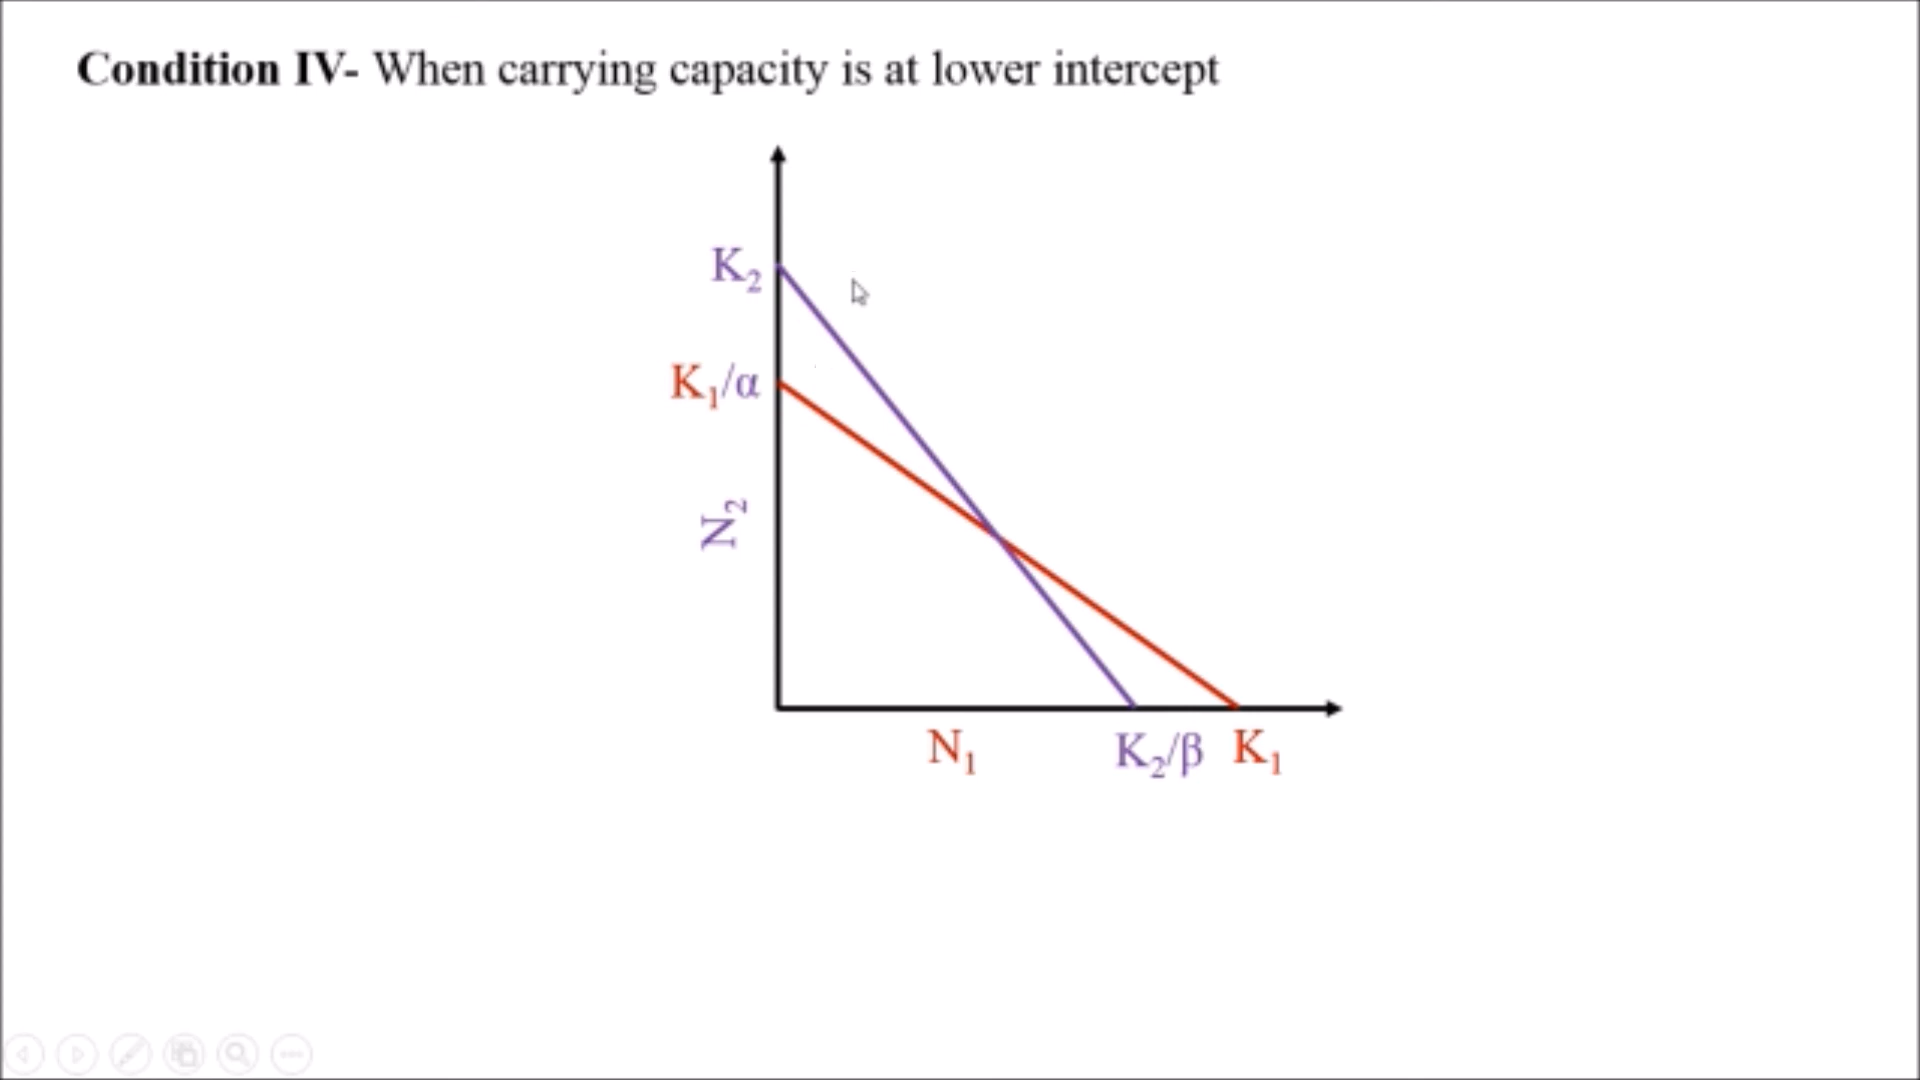 Condition IV- When carrying capacity is at lower intercept
K₂
K₁/α
N₂
N₁
K₂/β
K₁